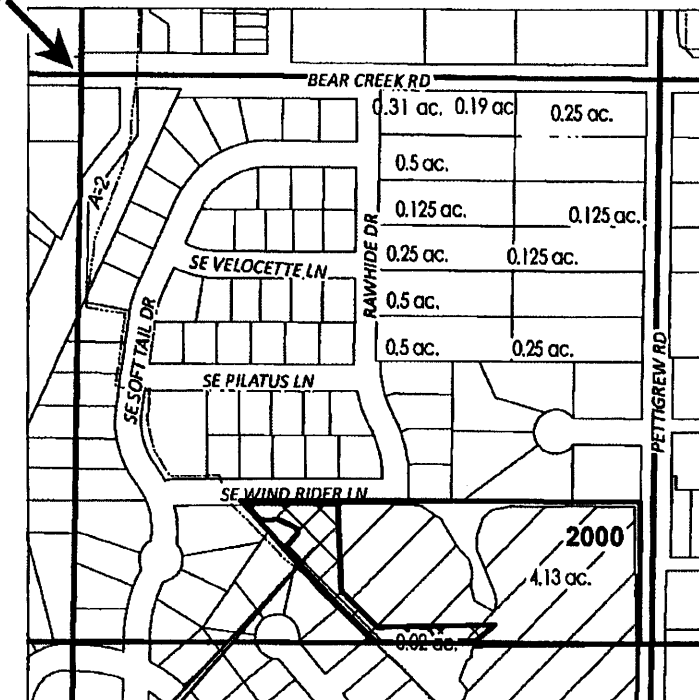 BEAR CREEK RD
0.31 ac. 0.19 ac 0.25 ac.
A=2
0.5 ac.
0.125 ac. 0.125 ac.
RAWHIDE DR
SE VELOCETTE LN
0.25 ac. 0.125 ac.
0.5 ac.
SE SOFT TAIL DR
0.5 ac. 0.25 ac.
PETTIGREW RD
SE PILATUS LN
SE WIND RIDER LN
2000
4.13 ac.
0.02 ac.